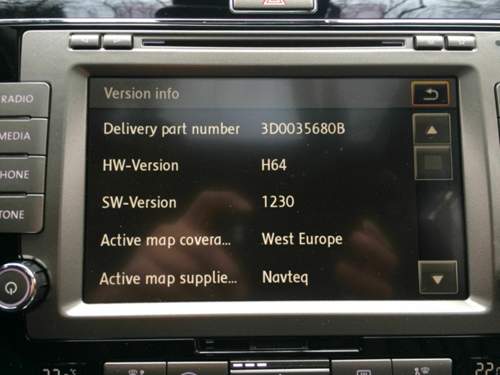 Version info
RADIO
Delivery part number 3D0035680B
MEDIA
HW-Version H64
PHONE
SW-Version 1230
TONE
Active map covera... West Europe
Active map supplie... Navteq